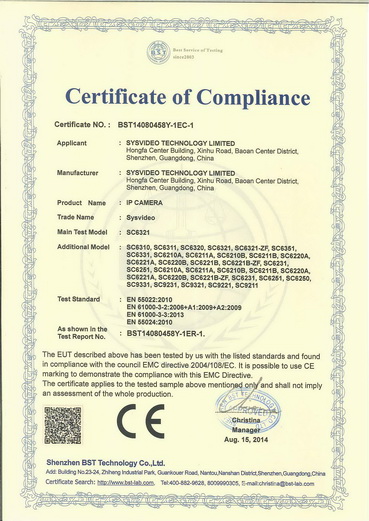 BST
Best Service of Testing
since2003
Certificate of Compliance
Certificate NO. : BST14080458Y-1EC-1
Applicant : SYSVIDEO TECHNOLOGY LIMITED
Hongfa Center Building, Xinhu Road, Baoan Center District,
Shenzhen, Guangdong, China
Manufacturer : SYSVIDEO TECHNOLOGY LIMITED
Hongfa Center Building, Xinhu Road, Baoan Center District,
Shenzhen, Guangdong, China
Product Name : IP CAMERA
Trade Name : Sysvideo
Main Test Model : SC6321
Additional Model : SC6310, SC6311, SC6320, SC6321, SC6321-ZF, SC6351,
SC6331, SC6210A, SC6211A, SC6210B, SC6211B, SC6220A,
SC6221A, SC6220B, SC6221B, SC6221B-ZF, SC6231,
SC6251, SC6210A, SC6211A, SC6210B, SC6211B, SC6220A,
SC6221A, SC6220B, SC6221B-ZF, SC6231, SC6251, SC6250,
SC9331, SC9231, SC9321, SC9221, SC9211
Test Standard : EN 55022:2010
EN 61000-3-2:2006+A1:2009+A2:2009
EN 61000-3-3:2013
EN 55024:2010
As shown in the
Test Report No. : BST14080458Y-1ER-1.
The EUT described above has been tested by us with the listed standards and found
in compliance with the council EMC directive 2004/108/EC. It is possible to use CE
marking to demonstrate the compliance with this EMC Directive.
The certificate applies to the tested sample above mentioned only and shall not imply
an assessment of the whole production.
CE
Christina
Manager
Aug. 15, 2014
Shenzhen BST Technology Co.,Ltd.
Add: Building No.23-24, Zhiheng Industrial Park, Guankouer Road, Nantou,Nanshan District,Shenzhen,Guangdong,China
Certificate Search: http://www.bst-lab.com, Tel:400-882-9628, 8009990305, E-mail:christina@bst-lab.com